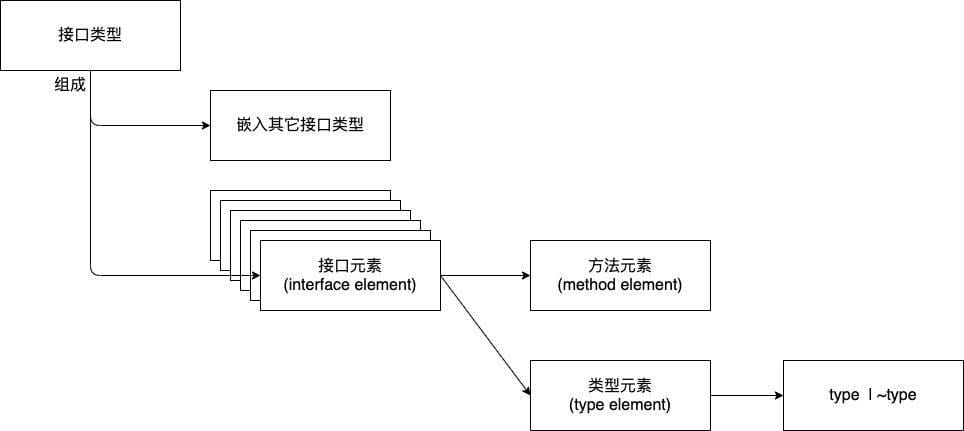 接口类型
组成
嵌入其它接口类型
接口元素
(interface element)
方法元素
(method element)
类型元素
(type element)
type | ~type